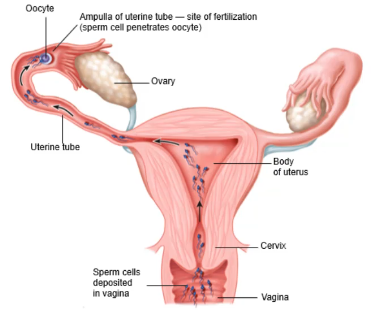 Oocyte
Ampulla of uterine tube — site of fertilization
(sperm cell penetrates oocyte)
Ovary
Uterine tube
Body
of uterus
Cervix
Sperm cells
deposited
in vagina
Vagina